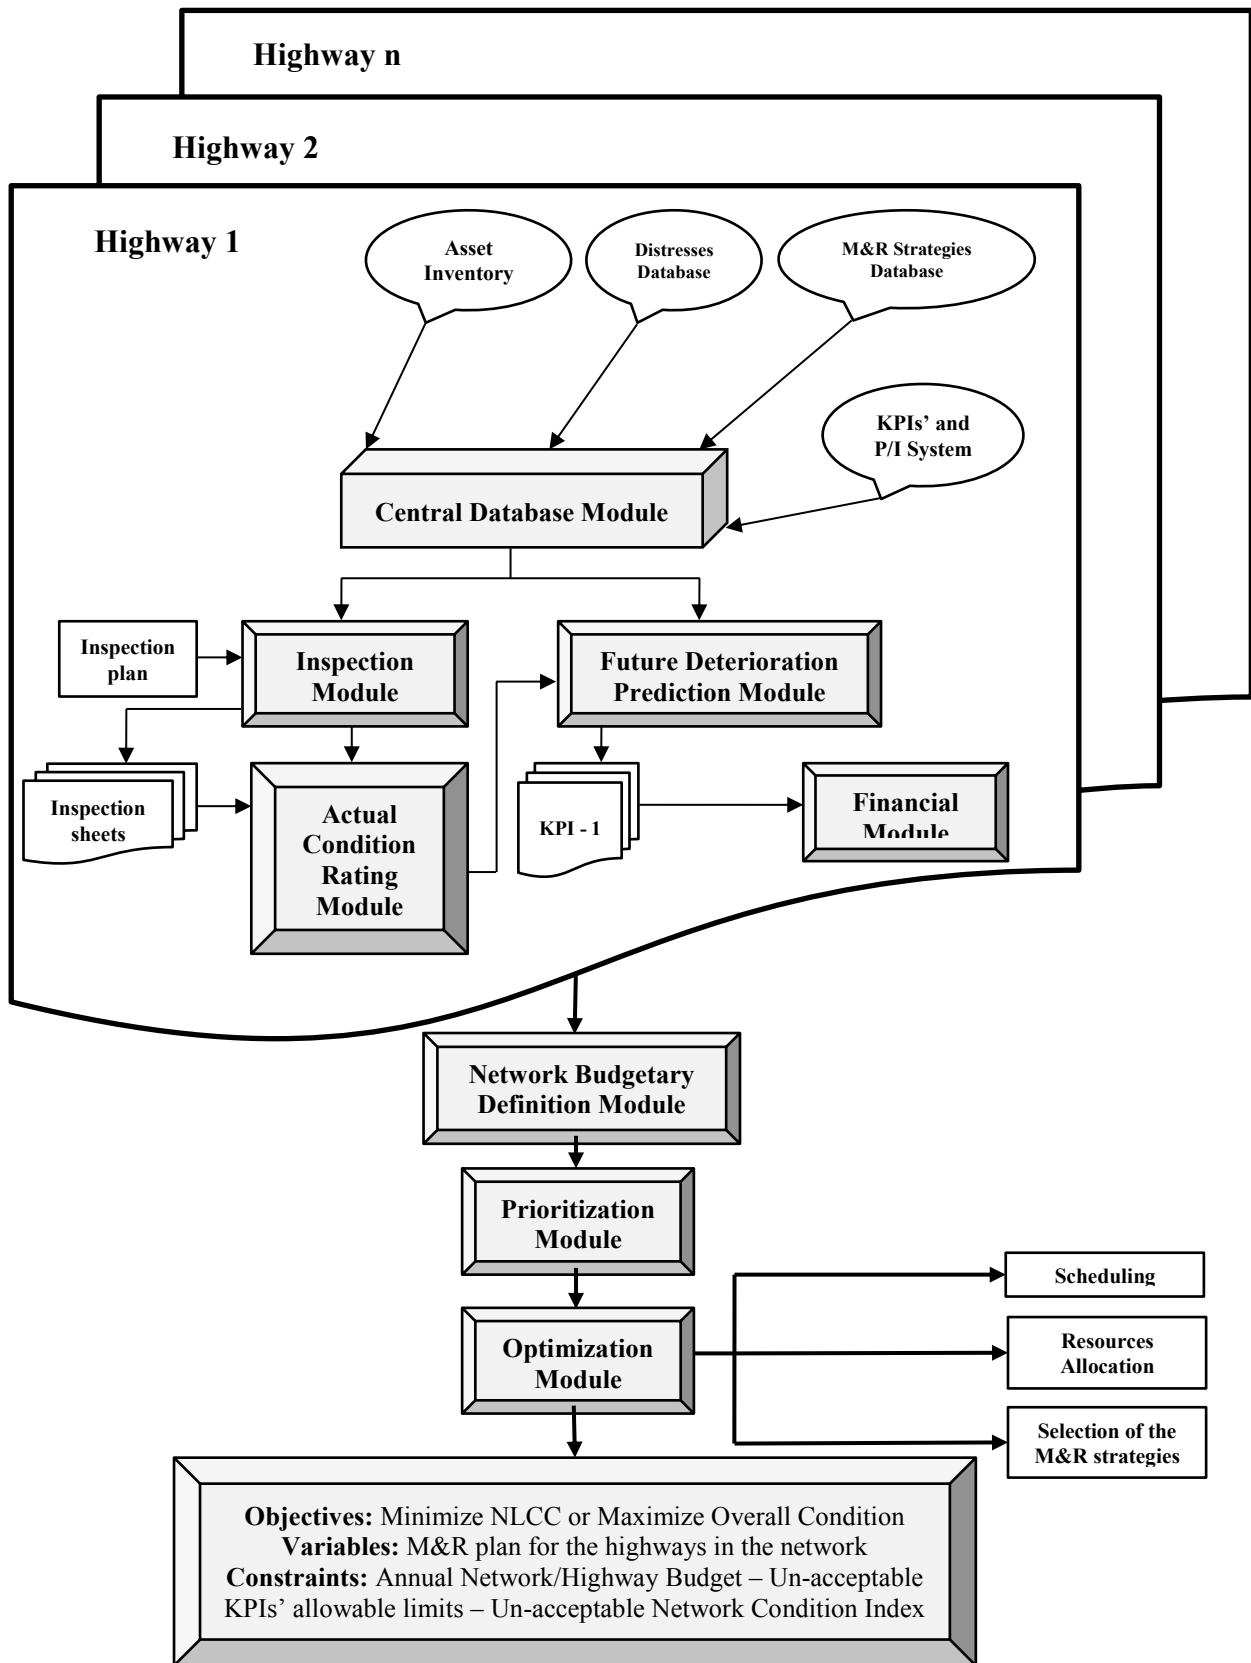 Highway n
Highway 2
Highway 1
Asset
Inventory
Distresses
Database
M&R Strategies
Database
KPIs’ and
P/I System
Central Database Module
Inspection
plan
Inspection
Module
Future Deterioration
Prediction Module
Inspection
sheets
Actual
Condition
Rating
Module
KPI - 1
Financial
Module
Network Budgetary
Definition Module
Prioritization
Module
Optimization
Module
Scheduling
Resources
Allocation
Selection of the
M&R strategies
Objectives: Minimize NLCC or Maximize Overall Condition
Variables: M&R plan for the highways in the network
Constraints: Annual Network/Highway Budget – Un-acceptable
KPIs’ allowable limits – Un-acceptable Network Condition Index